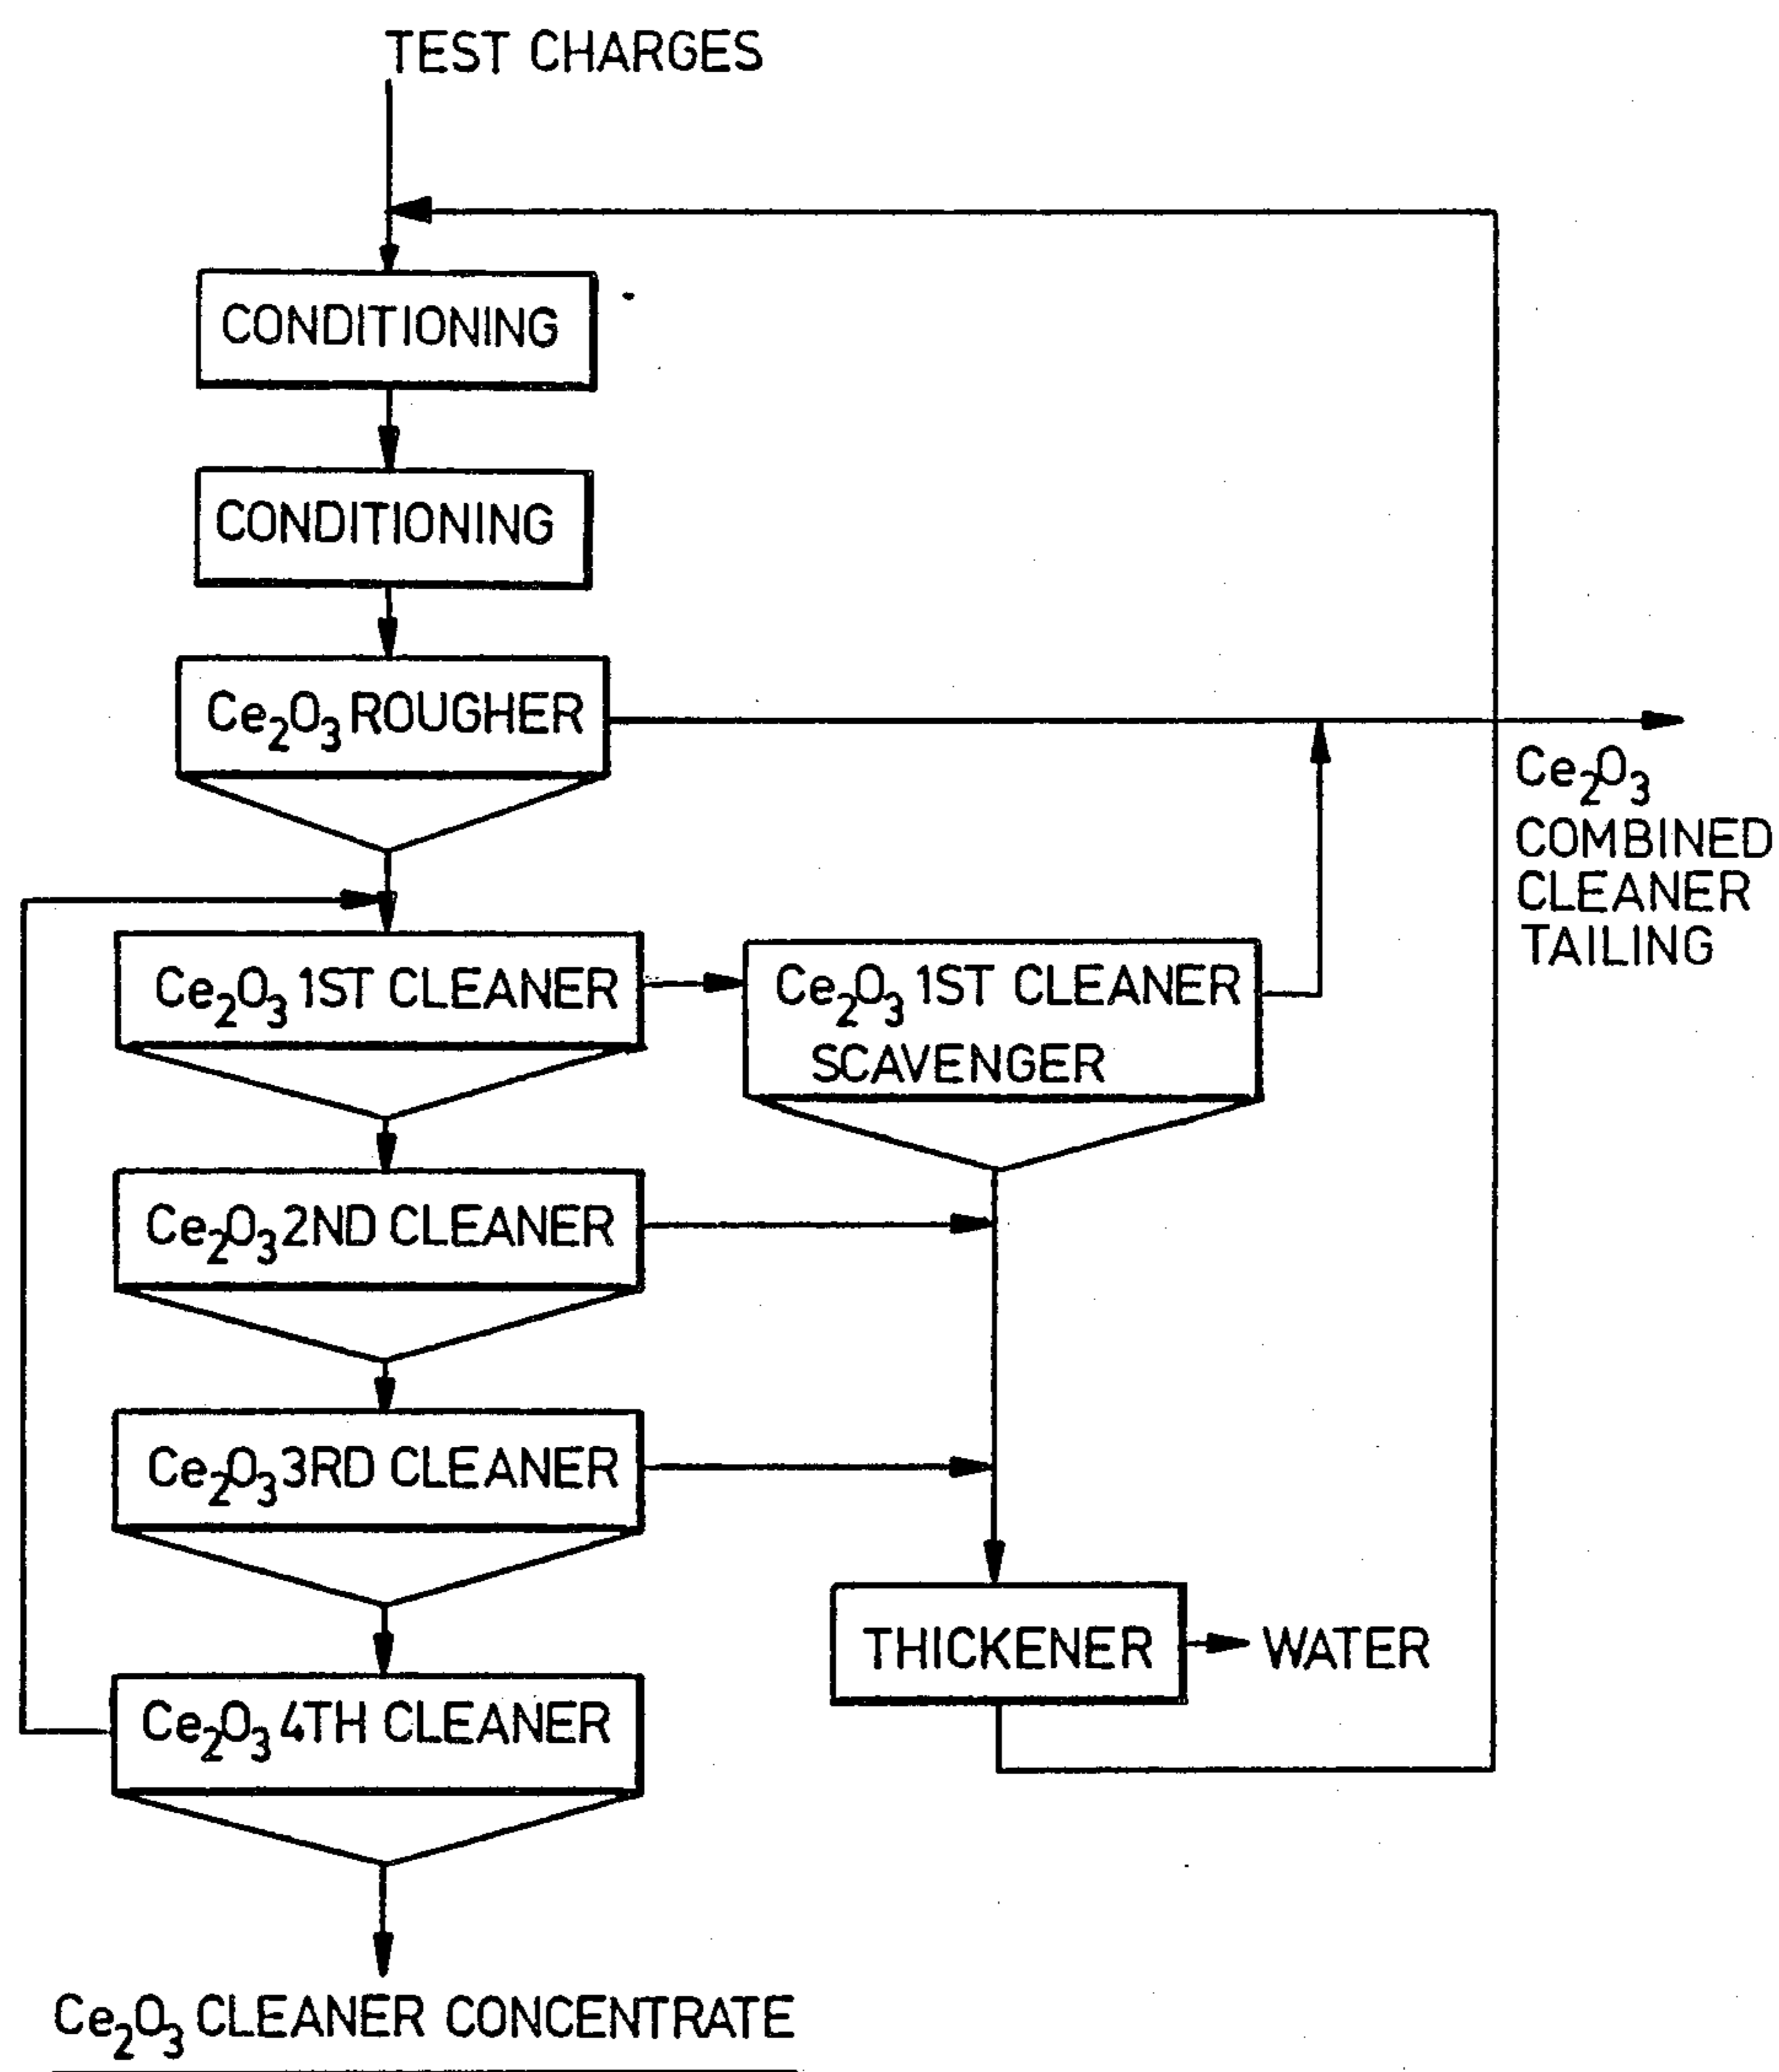 TEST CHARGES
CONDITIONING
CONDITIONING
Ce₂O₃ ROUGHER
Ce₂O₃
COMBINED
CLEANER
TAILING
Ce₂O₃ 1ST CLEANER
Ce₂O₃ 1ST CLEANER
SCAVENGER
Ce₂O₃ 2ND CLEANER
Ce₂O₃ 3RD CLEANER
THICKENER
WATER
Ce₂O₃ 4TH CLEANER
Ce₂O₃ CLEANER CONCENTRATE